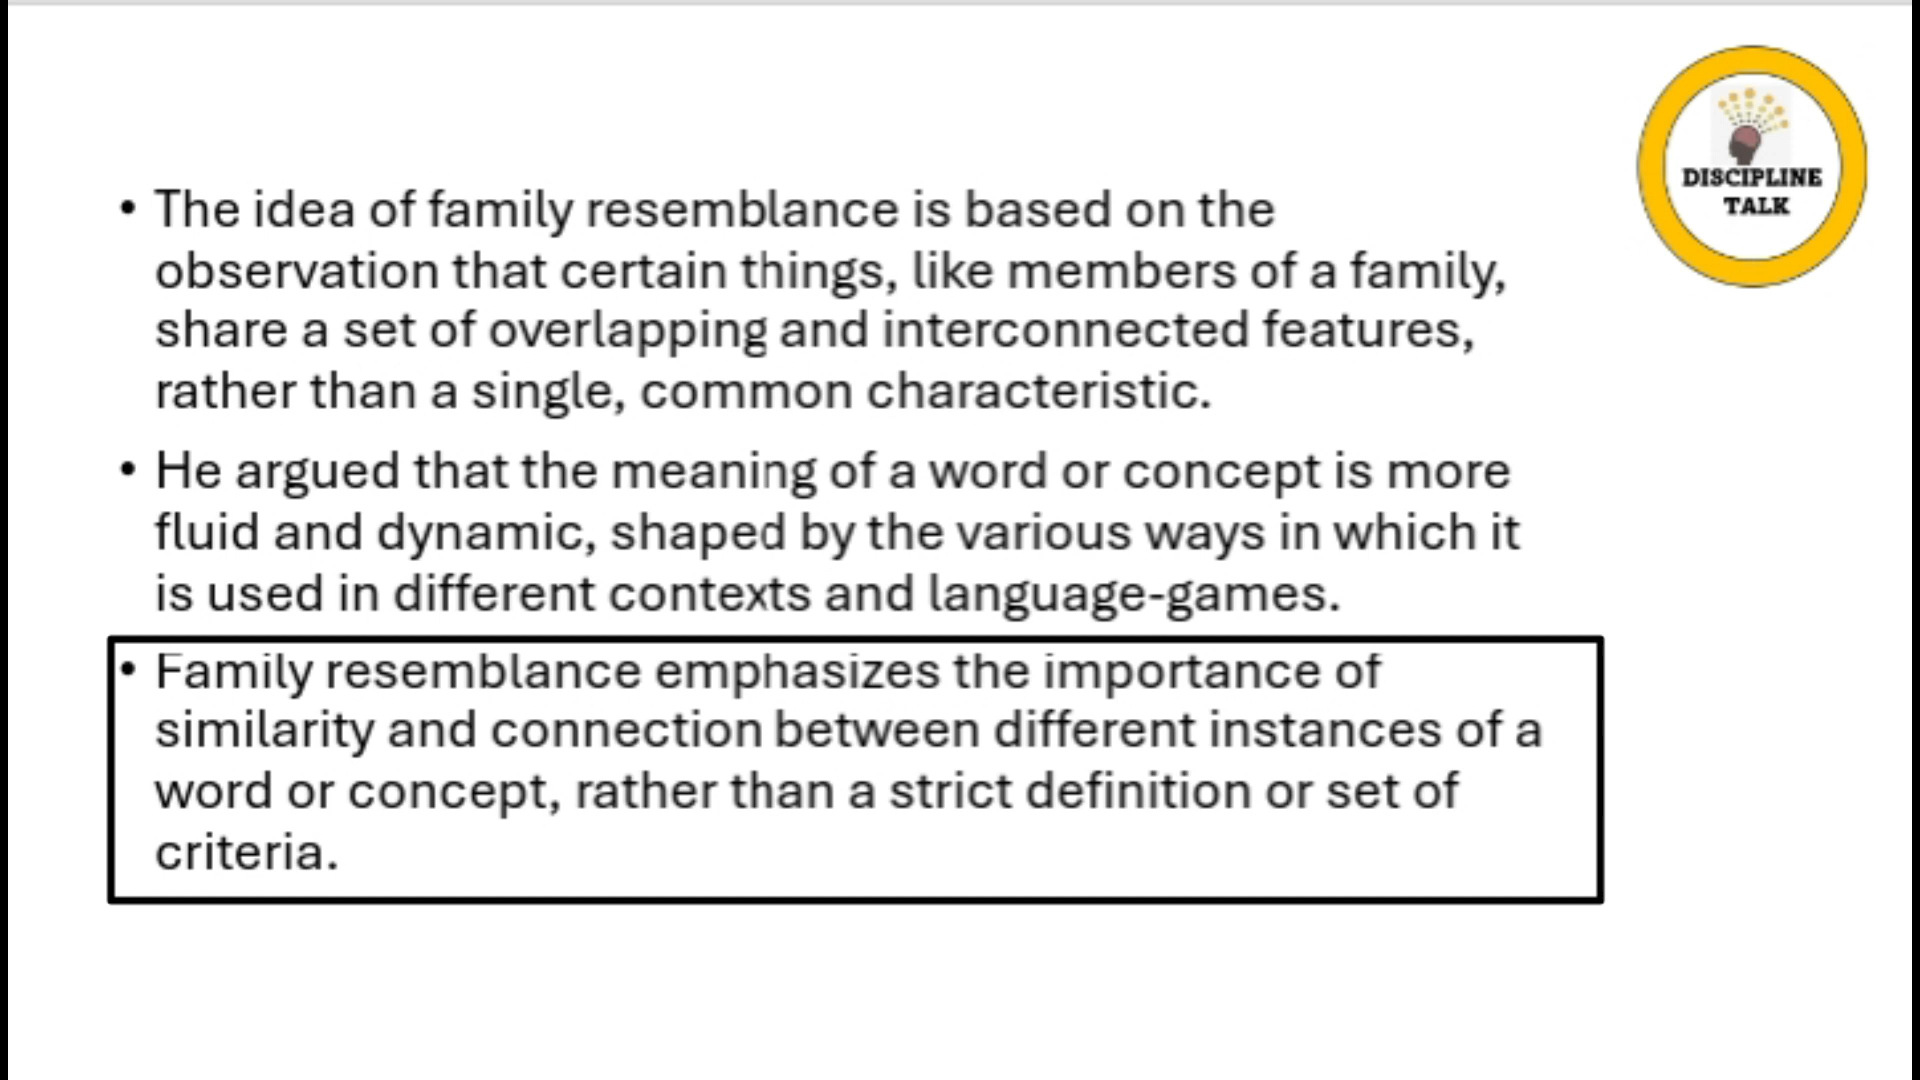 DISCIPLINE
TALK
• The idea of family resemblance is based on the
observation that certain things, like members of a family,
share a set of overlapping and interconnected features,
rather than a single, common characteristic.
• He argued that the meaning of a word or concept is more
fluid and dynamic, shaped by the various ways in which it
is used in different contexts and language-games.
• Family resemblance emphasizes the importance of
similarity and connection between different instances of a
word or concept, rather than a strict definition or set of
criteria.